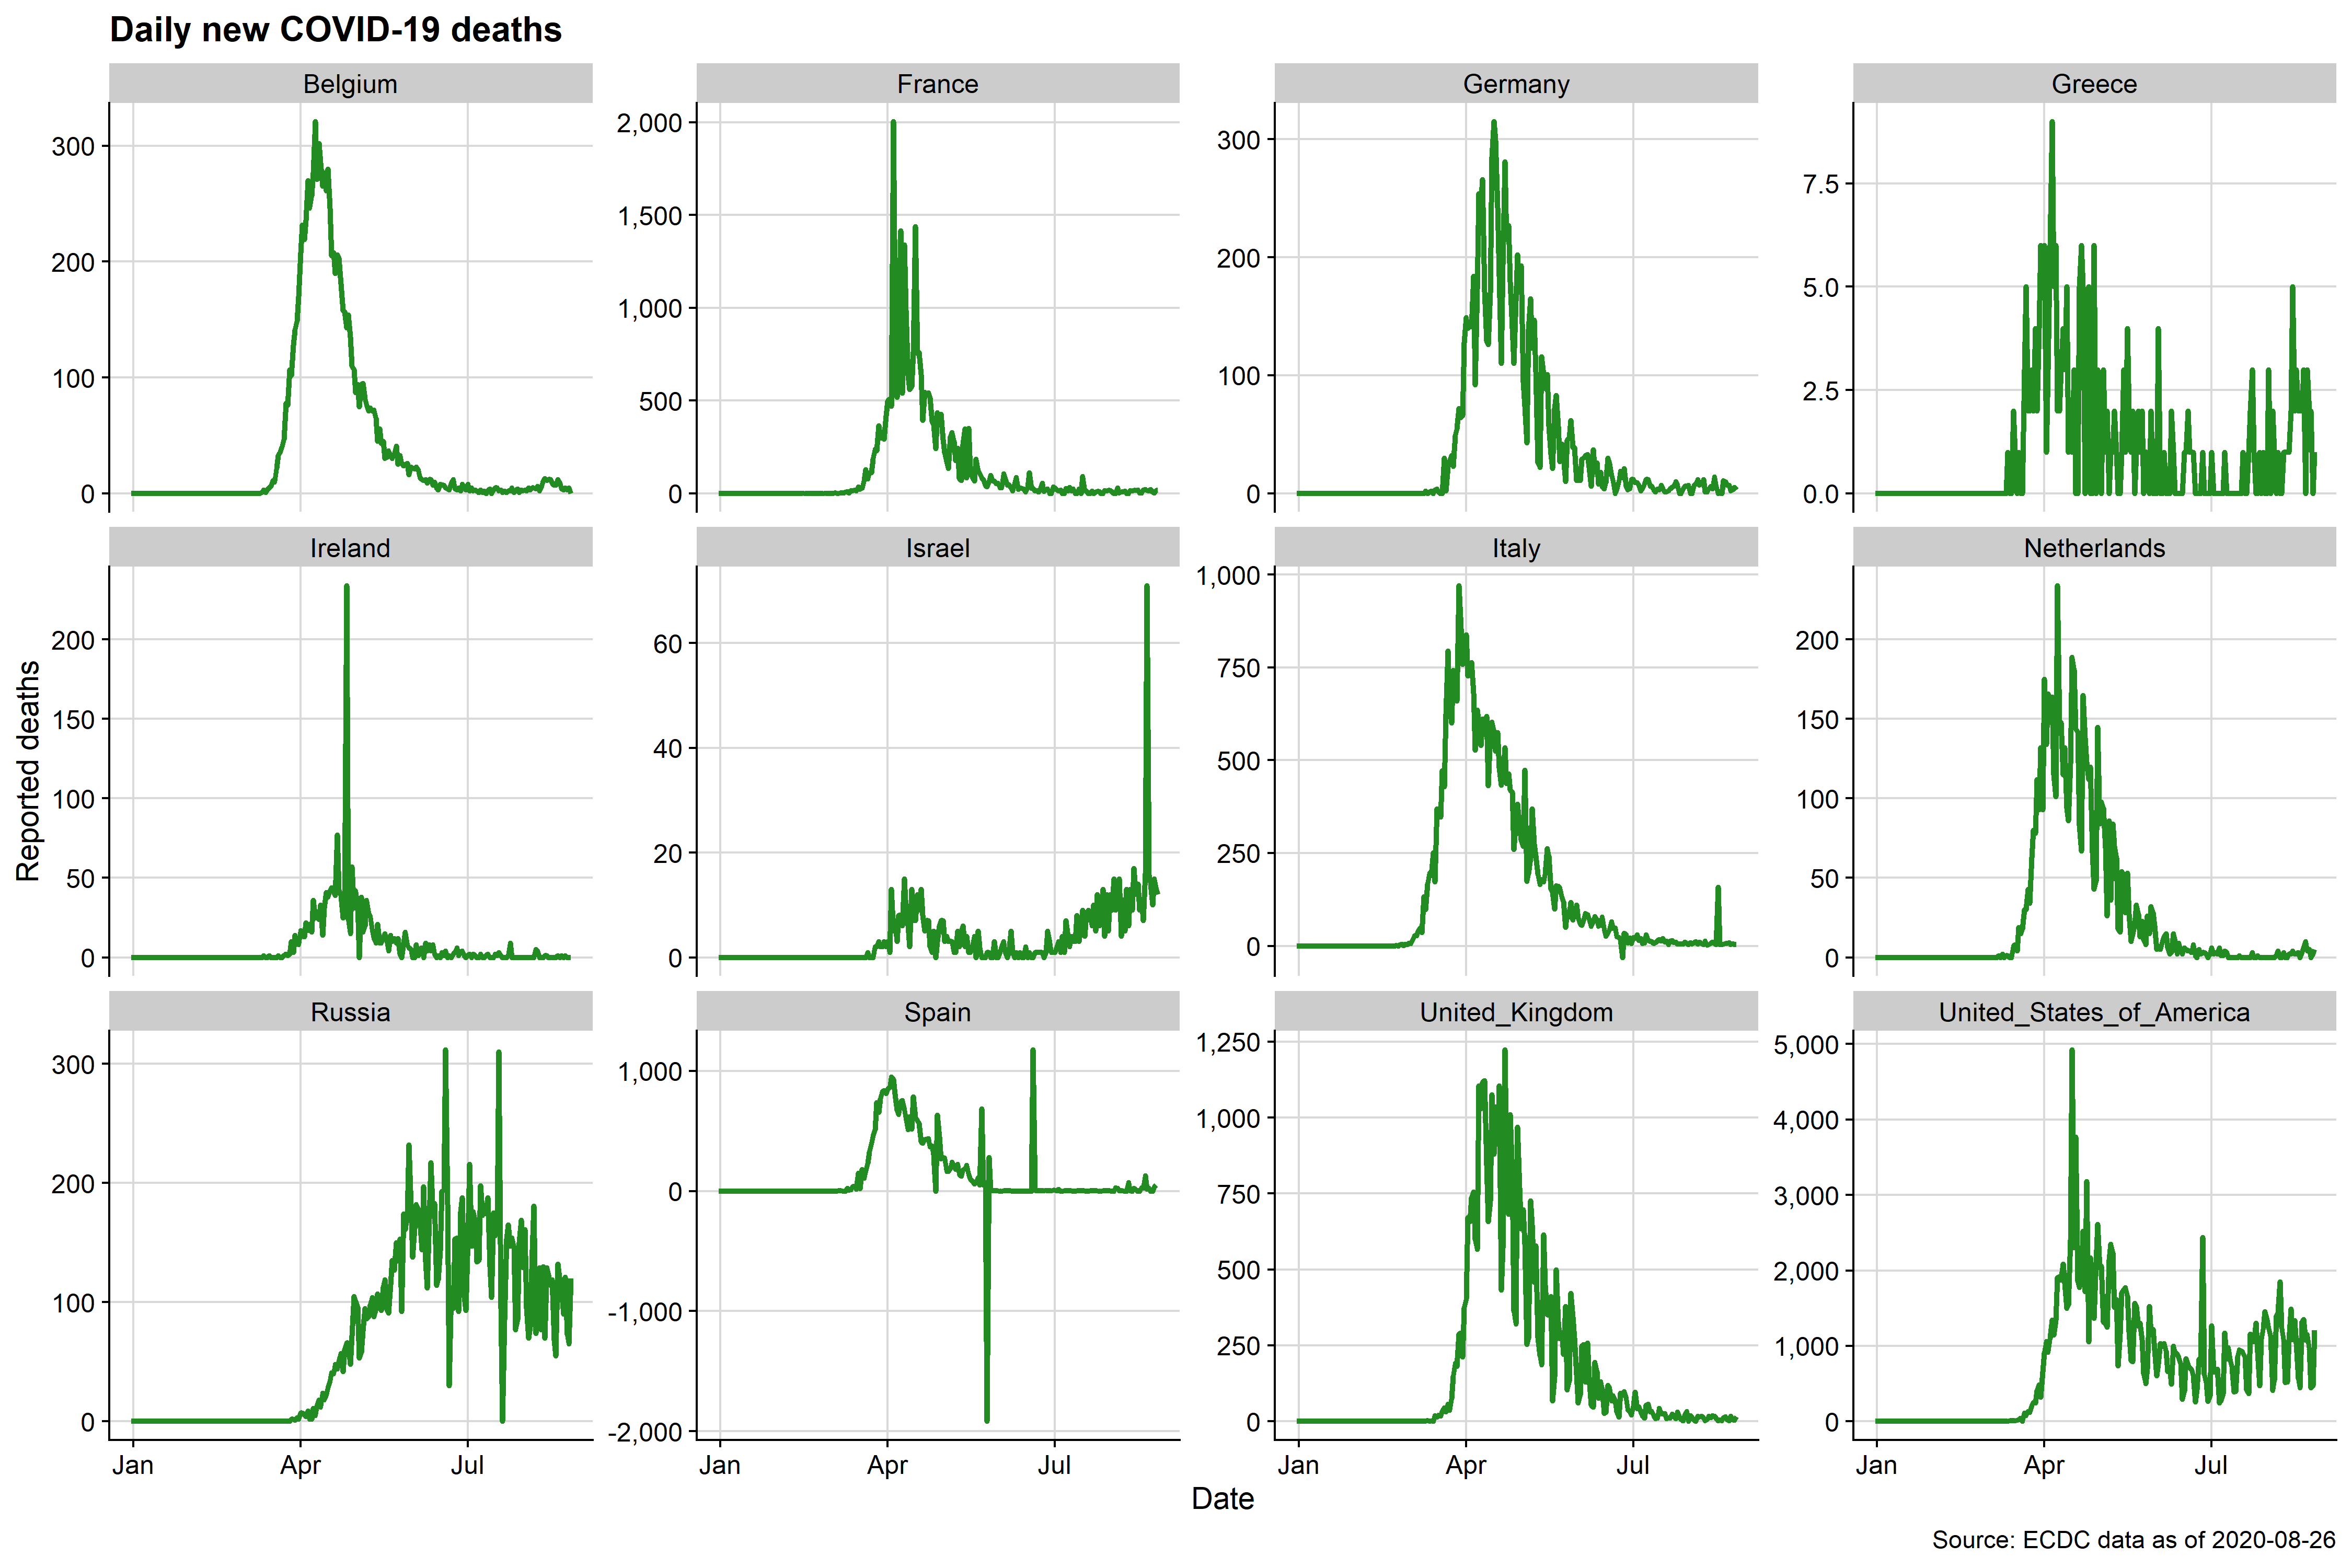 Daily new COVID-19 deaths
Belgium
France
Germany
Greece
300
200
100
0
2,000
1,500
1,000
500
0
300
200
100
0
7.5
5.0
2.5
0.0
Ireland
Israel
Italy
Netherlands
200
150
100
50
0
60
40
20
0
1,000
750
500
250
0
200
150
100
50
0
Reported deaths
Russia
Spain
United_Kingdom
United_States_of_America
300
200
100
0
1,000
0
-1,000
-2,000
1,250
1,000
750
500
250
0
5,000
4,000
3,000
2,000
1,000
0
Jan Apr Jul
Jan Apr Jul
Jan Apr Jul
Jan Apr Jul
Date
Source: ECDC data as of 2020-08-26